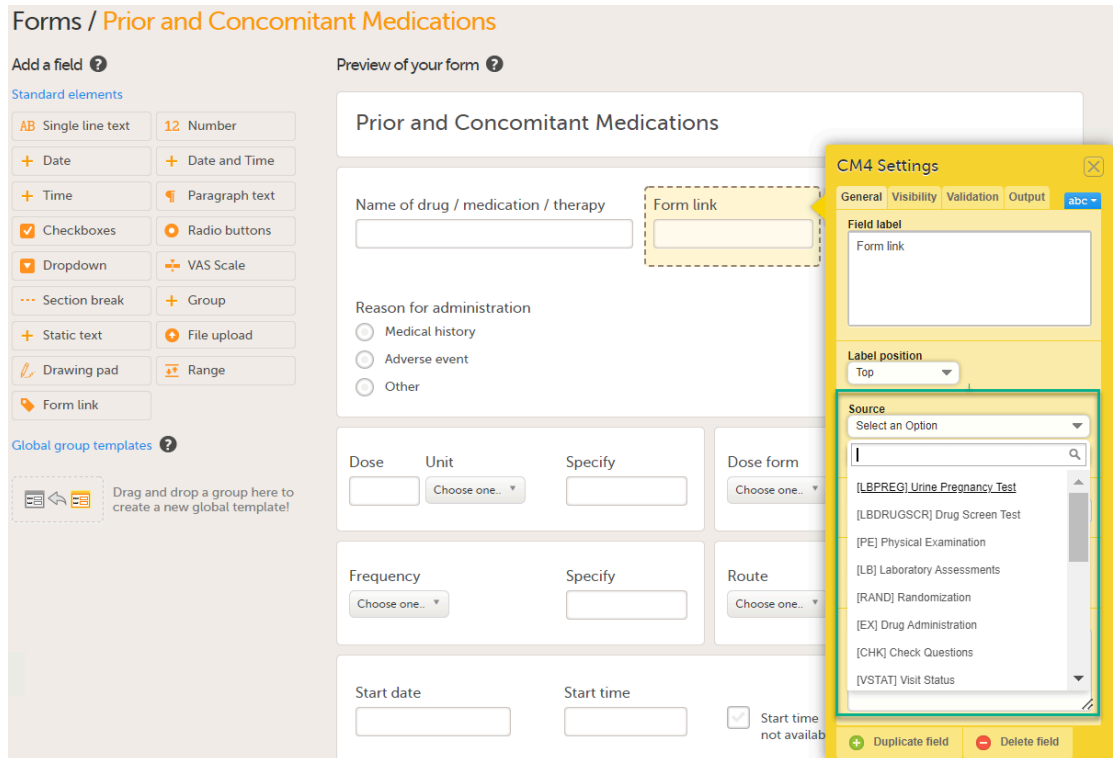 Forms / Prior and Concomitant Medications
Add a field ?
Standard elements
AB Single line text
12 Number
Date
Date and Time
Time
Paragraph text
Checkboxes
Radio buttons
Dropdown
VAS Scale
Section break
Group
Static text
File upload
Drawing pad
Range
Form link
Global group templates ?
Drag and drop a group here to
create a new global template!
Preview of your form ?
Prior and Concomitant Medications
Name of drug / medication / therapy
Form link
Reason for administration
Medical history
Adverse event
Other
Dose
Unit
Specify
Dose form
Choose one..
Choose one..
Frequency
Specify
Route
Choose one..
Choose one..
Start date
Start time
Start time
not availab
CM4 Settings
General Visibility Validation Output abc
Field label
Form link
Label position
Top
Source
Select an Option
[LBPREG] Urine Pregnancy Test
[LBDRUGSCR] Drug Screen Test
[PE] Physical Examination
[LB] Laboratory Assessments
[RAND] Randomization
[EX] Drug Administration
[CHK] Check Questions
[VSTAT] Visit Status
Duplicate field
Delete field